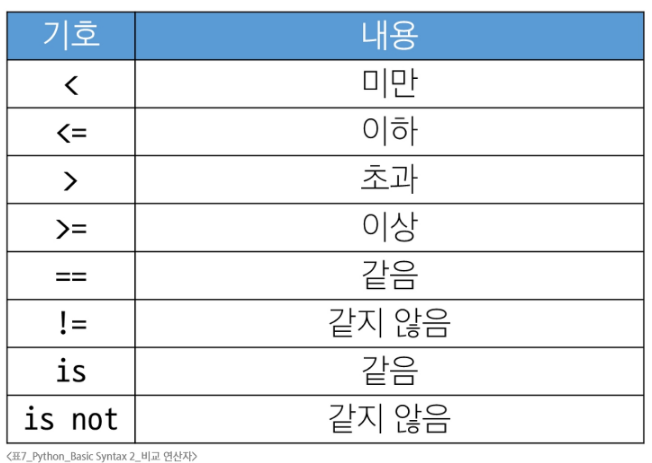 기호 내용
< 미만
<= 이하
> 초과
>= 이상
== 같음
!= 같지 않음
is 같음
is not 같지 않음
<표7_Python_Basic Syntax 2_비교 연산자>